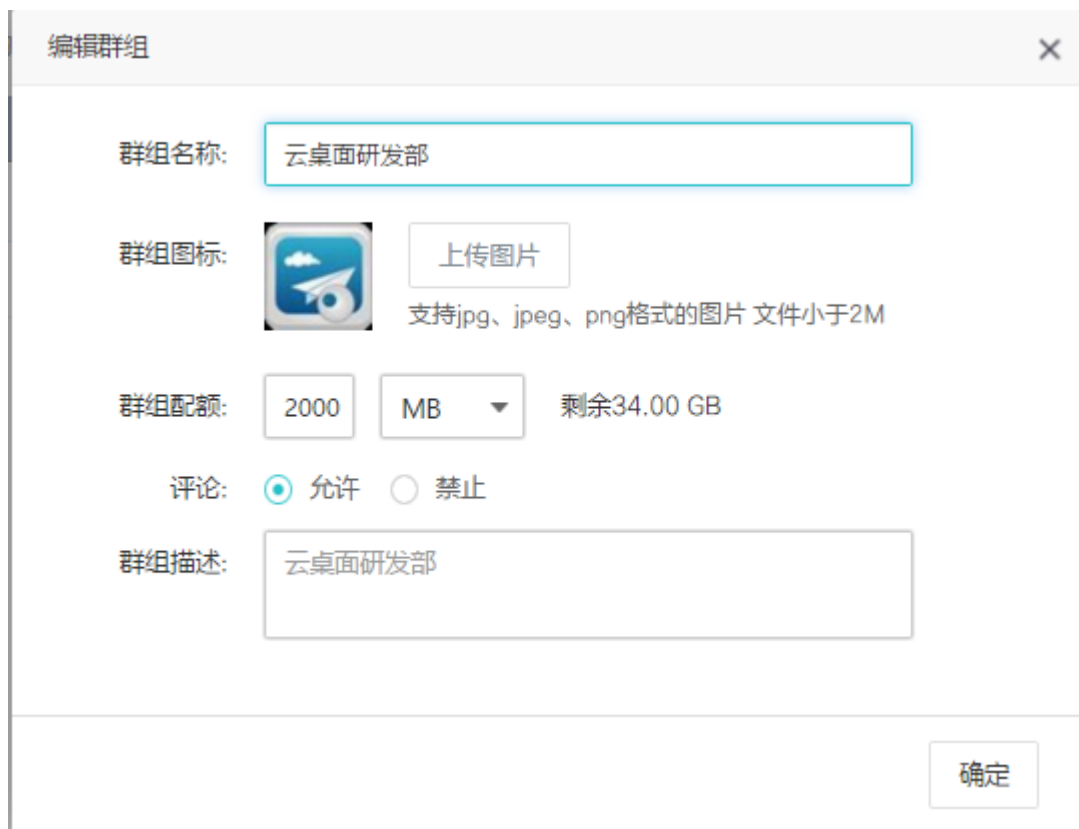 编辑群组
群组名称: 云桌面研发部
群组图标: 上传图片
支持jpg、jpeg、png格式的图片 文件小于2M
群组配额: 2000 MB 剩余34.00 GB
评论: 允许 禁止
群组描述: 云桌面研发部
确定